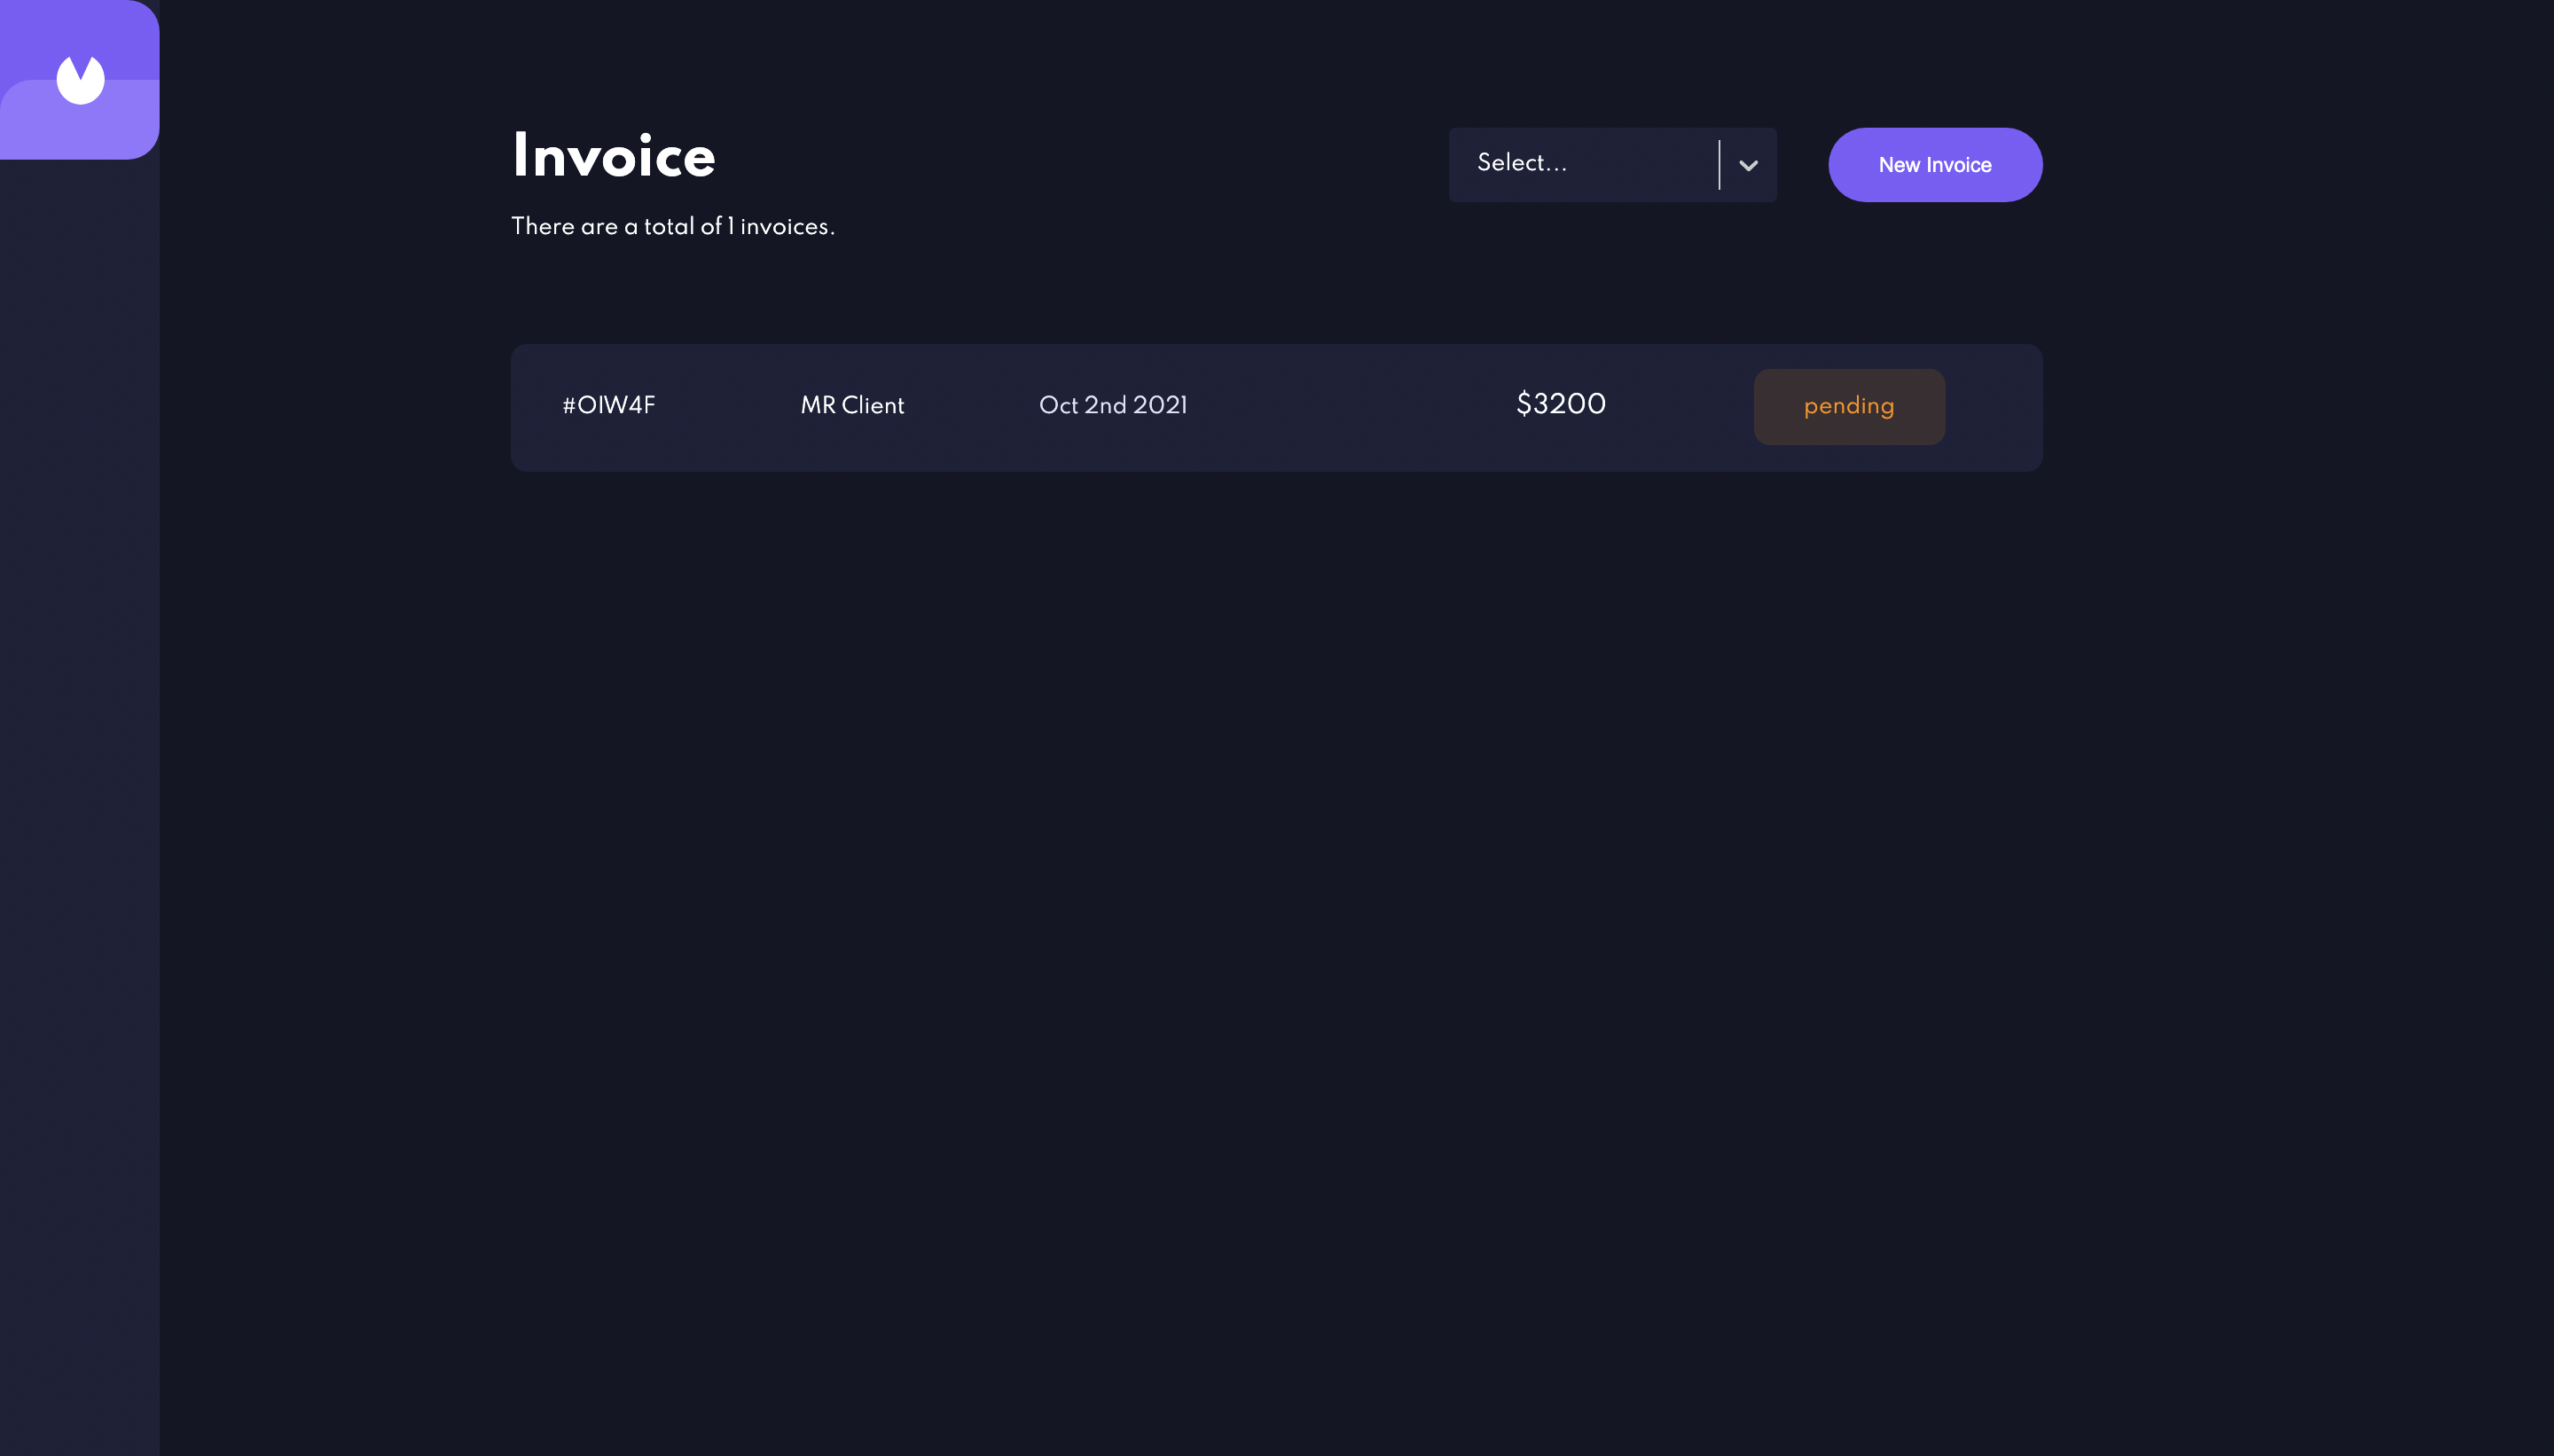 Invoice
Select...
New Invoice
There are a total of 1 invoices.
#OIW4F
MR Client
Oct 2nd 2021
$3200
pending